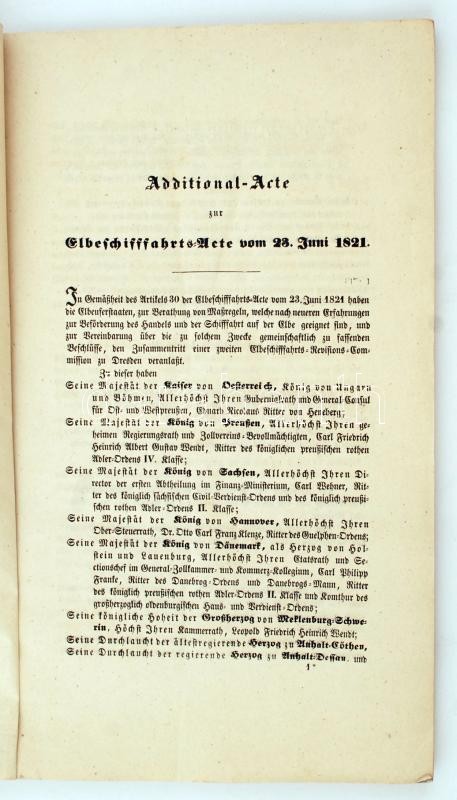 Additional-Acte
zur
Elbeschifffahrts-Acte vom 23. Juni 1821.
In Gemäßheit des Artikels 30 der Elbeschifffahrts-Acte vom 23. Juni 1821 haben
die Elbeuferstaaten, zur Berathung von Maßregeln, welche nach neueren Erfahrungen
zur Beförderung des Handels und der Schifffahrt auf der Elbe geeignet sind, und
zur Vereinbarung über die zu solchem Zwecke gemeinschaftlich zu fassenden
Beschlüsse, den Zusammentritt einer zweiten Elbeschifffahrts-Revisions-Com-
mission zu Dresden veranlaßt.
Zu dieser haben
Seine Majestät der Kaiser von Oesterreich, König von Ungarn
und Böhmen, Allerhöchst Ihren Gubernialrath und General-Consul
für Ost- und Westpreußen, Nicolaus Ritter von Heneberg;
Seine Majestät der König von Preußen, Allerhöchst Ihren ge-
heimen Regierungsrath und Zollvereins-Bevollmächtigten, Carl Friedrich
Heinrich Albert Gustav Wendt, Ritter des königlichen preußischen rothen
Adler-Ordens IV. Klasse;
Seine Majestät der König von Sachsen, Allerhöchst Ihren Di-
rector der ersten Abtheilung im Finanz-Ministerium, Carl Wehner, Rit-
ter des königlich sächsischen Civil-Verdienst-Ordens und des königlich preußi-
schen rothen Adler-Ordens II. Klasse;
Seine Majestät der König von Hannover, Allerhöchst Ihren
Ober-Steuerrath, Dr. Otto Carl Franz Klenze, Ritter des Guelphen-Ordens;
Seine Majestät der König von Dänemark, als Herzog von Hol-
stein und Lauenburg, Allerhöchst Ihren Etatsrath und Se-
ctionschef im General-Zollkammer- und Kommerz-Kollegium, Carl Philipp
Francke, Ritter des Danebrog-Ordens und Danebrogs-Mann, Ritter
des königlich preußischen rothen Adler-Ordens II. Klasse und Komthur des
großherzoglich oldenburgischen Haus- und Verdienst-Ordens;
Seine königliche Hoheit der Großherzog von Meklenburg-Schwe-
rin, Höchst Ihren Kammerrath, Leopold Friedrich Heinrich Wendt;
Seine Durchlaucht der ältestregierende Herzog zu Anhalt-Cöthen,
Seine Durchlaucht der regierende Herzog zu Anhalt-Dessau, und
1*